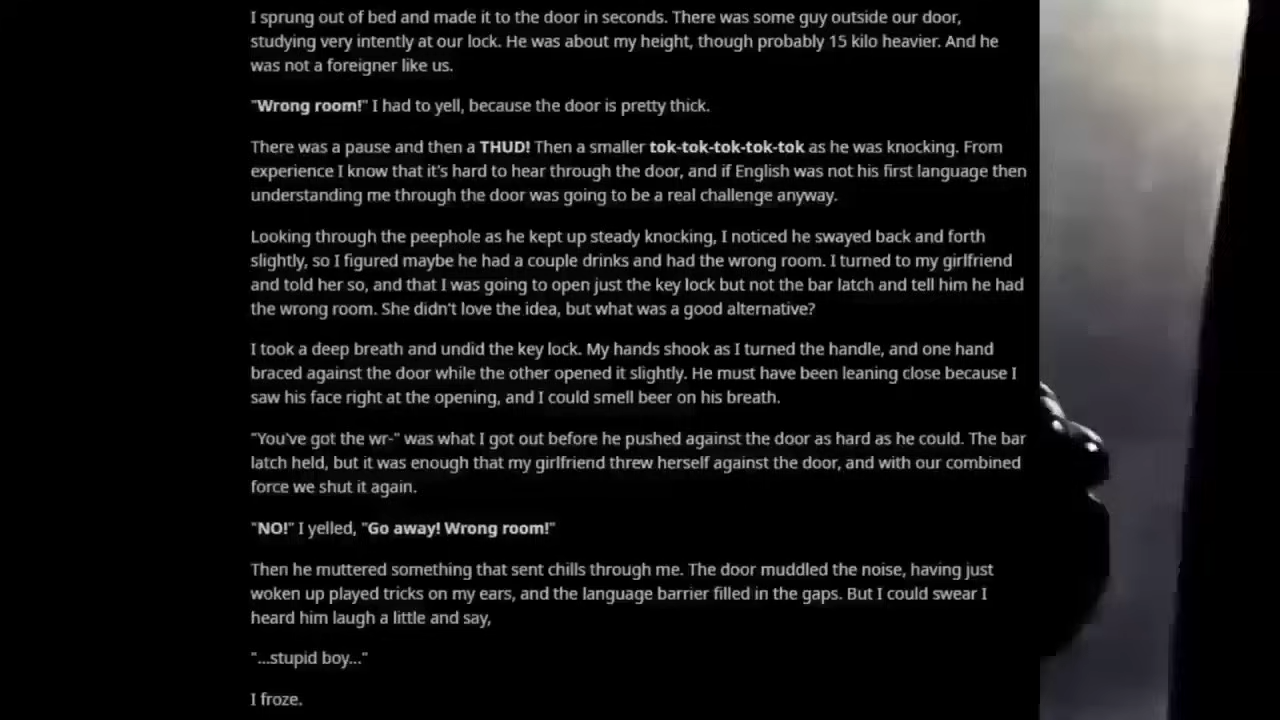 I sprung out of bed and made it to the door in seconds. There was some guy outside our door,
studying very intently at our lock. He was about my height, though probably 15 kilo heavier. And he
was not a foreigner like us.
"Wrong room!" I had to yell, because the door is pretty thick.
There was a pause and then a THUD! Then a smaller tok-tok-tok-tok-tok as he was knocking. From
experience I know that it's hard to hear through the door, and if English was not his first language then
understanding me through the door was going to be a real challenge anyway.
Looking through the peephole as he kept up steady knocking, I noticed he swayed back and forth
slightly, so I figured maybe he had a couple drinks and had the wrong room. I turned to my girlfriend
and told her so, and that I was going to open just the key lock but not the bar latch and tell him he had
the wrong room. She didn't love the idea, but what was a good alternative?
I took a deep breath and undid the key lock. My hands shook as I turned the handle, and one hand
braced against the door while the other opened it slightly. He must have been leaning close because I
saw his face right at the opening, and I could smell beer on his breath.
"You've got the wr-" was what I got out before he pushed against the door as hard as he could. The bar
latch held, but it was enough that my girlfriend threw herself against the door, and with our combined
force we shut it again.
"NO!" I yelled, "Go away! Wrong room!"
Then he muttered something that sent chills through me. The door muddled the noise, having just
woken up played tricks on my ears, and the language barrier filled in the gaps. But I could swear I
heard him laugh a little and say,
"...stupid boy..."
I froze.